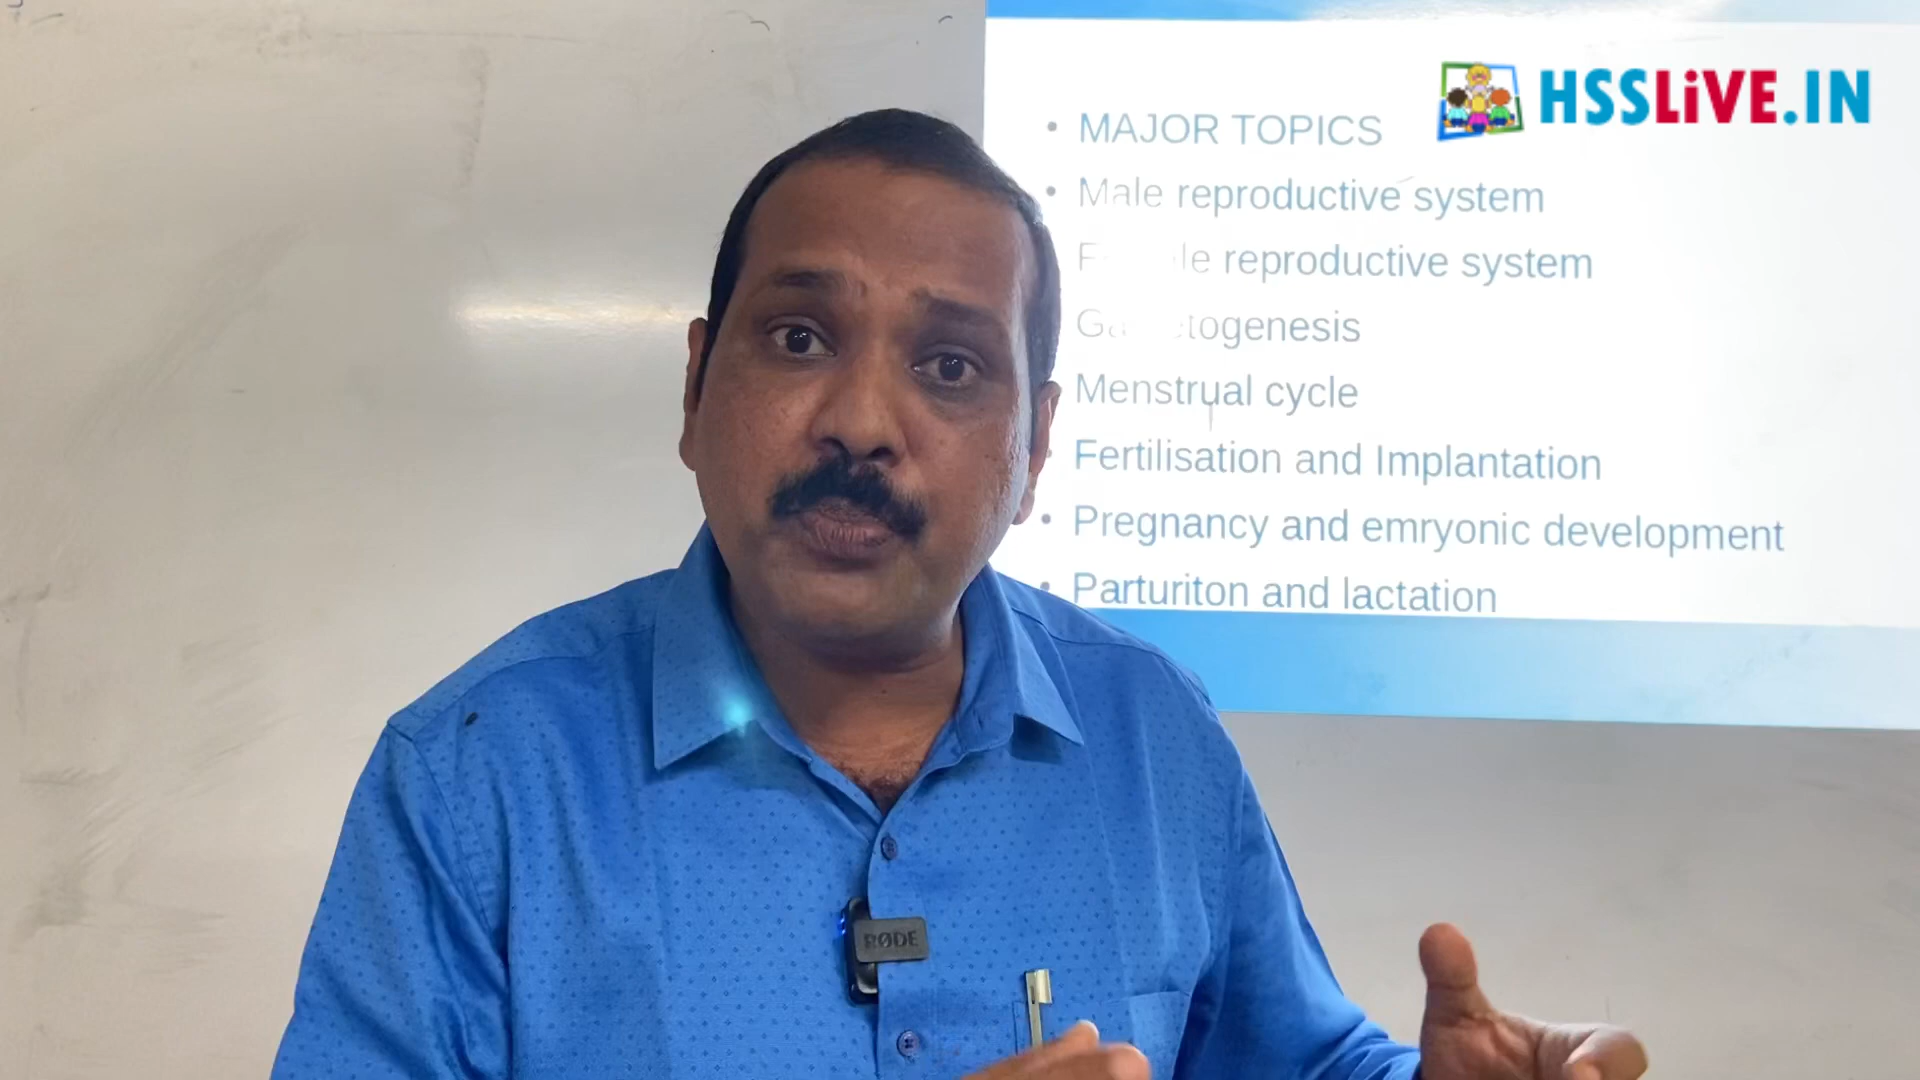 HSSLiVE.IN
• MAJOR TOPICS
• Male reproductive system
reproductive system
Menstrual cycle
Fertilisation and Implantation
• Pregnancy and emryonic development
• Parturiton and lactation
RØDE